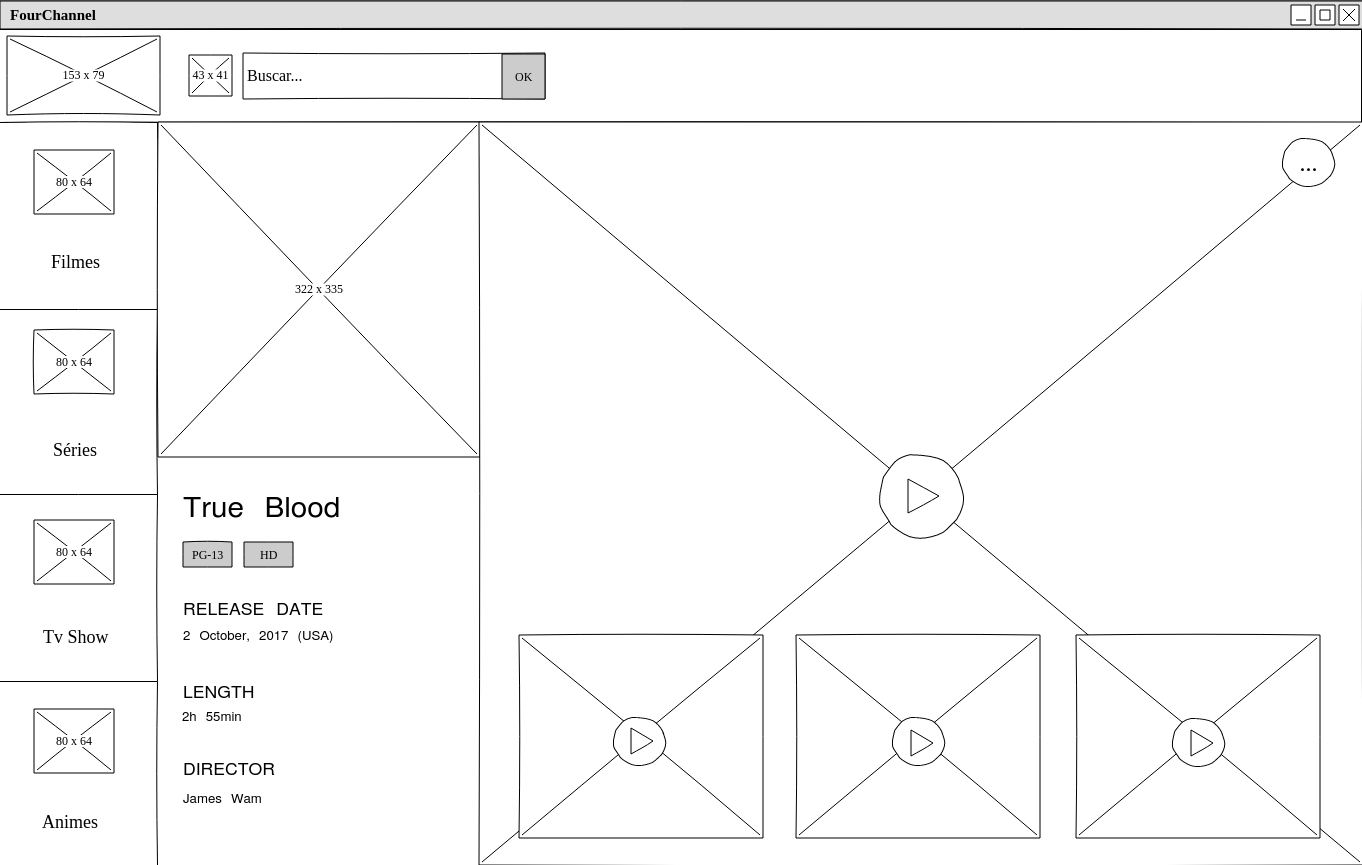 FourChannel
153 x 79
43 x 41
Buscar...
OK
80 x 64
Filmes
80 x 64
Séries
80 x 64
Tv Show
80 x 64
Animes
322 x 335
True Blood
PG-13 HD
RELEASE DATE
2 October, 2017 (USA)
LENGTH
2h 55min
DIRECTOR
James Wam
...